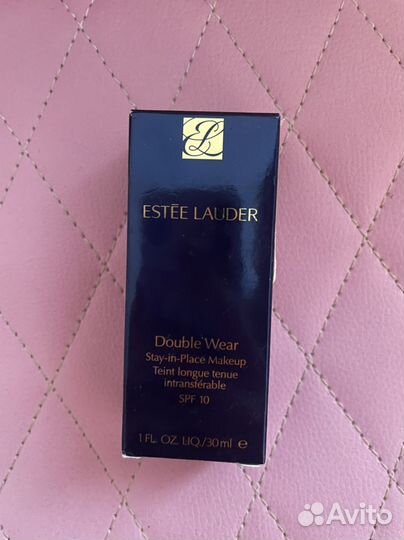 EL
ESTĒE LAUDER
Double Wear
Stay-in-Place Makeup
Teint longue tenue
intransférable
SPF 10
1 FL. OZ. LIQ./30ml e
Avito